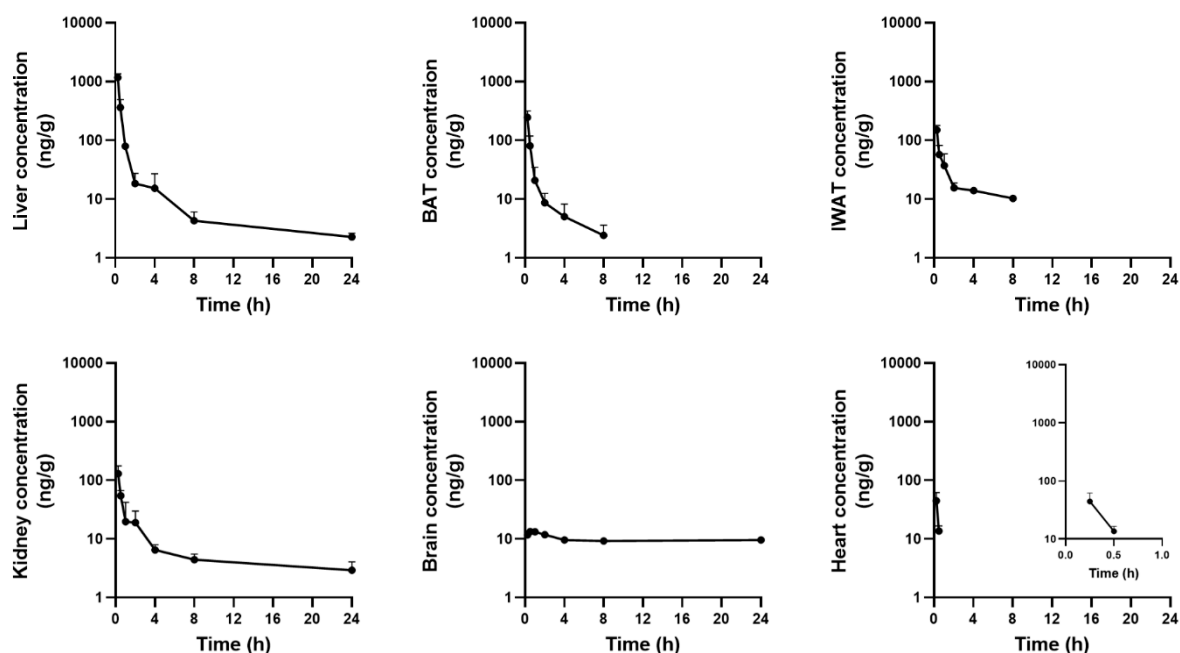 Liver concentration
(ng/g)
10000
1000
100
10
1
0 4 8 12 16 20 24
Time (h)
BAT concentraion
(ng/g)
10000
1000
100
10
1
0 4 8 12 16 20 24
Time (h)
IWAT concentration
(ng/g)
10000
1000
100
10
1
0 4 8 12 16 20 24
Time (h)
Kidney concentration
(ng/g)
10000
1000
100
10
1
0 4 8 12 16 20 24
Time (h)
Brain concentration
(ng/g)
10000
1000
100
10
1
0 4 8 12 16 20 24
Time (h)
Heart concentration
(ng/g)
10000
1000
100
10
1
0 4 8 12 16 20 24
Time (h)
10000
1000
100
10
0.0 0.5 1.0
Time (h)